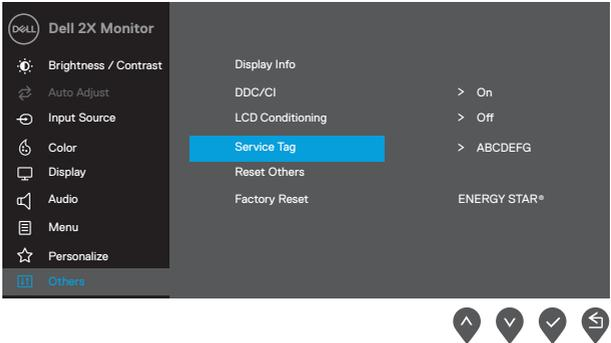 DELL
Dell 2X Monitor
Brightness / Contrast
Auto Adjust
Input Source
Color
Display
Audio
Menu
Personalize
Others
Display Info
DDC/CI > On
LCD Conditioning > Off
Service Tag > ABCDEFG
Reset Others
Factory Reset ENERGY STAR®